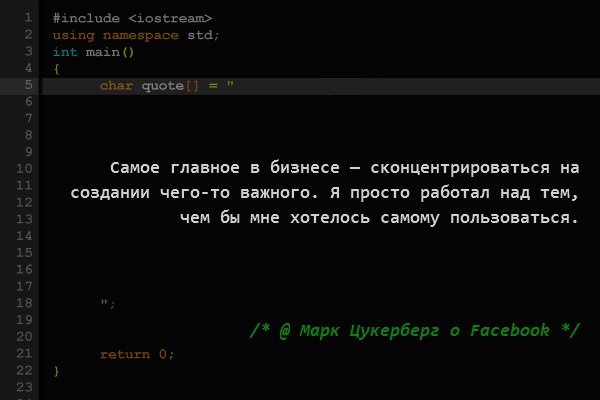 1 #include <iostream>
2 using namespace std;
3 int main()
4 {
5 char quote[] = "
6
7
8
9
10 Самое главное в бизнесе — сконцентрироваться на
11 создании чего-то важного. Я просто работал над тем,
12
13 чем бы мне хотелось самому пользоваться.
14
15
16
17
18 ";
19
20 /* @ Марк Цукерберг о Facebook */
21 return 0;
22 }
23